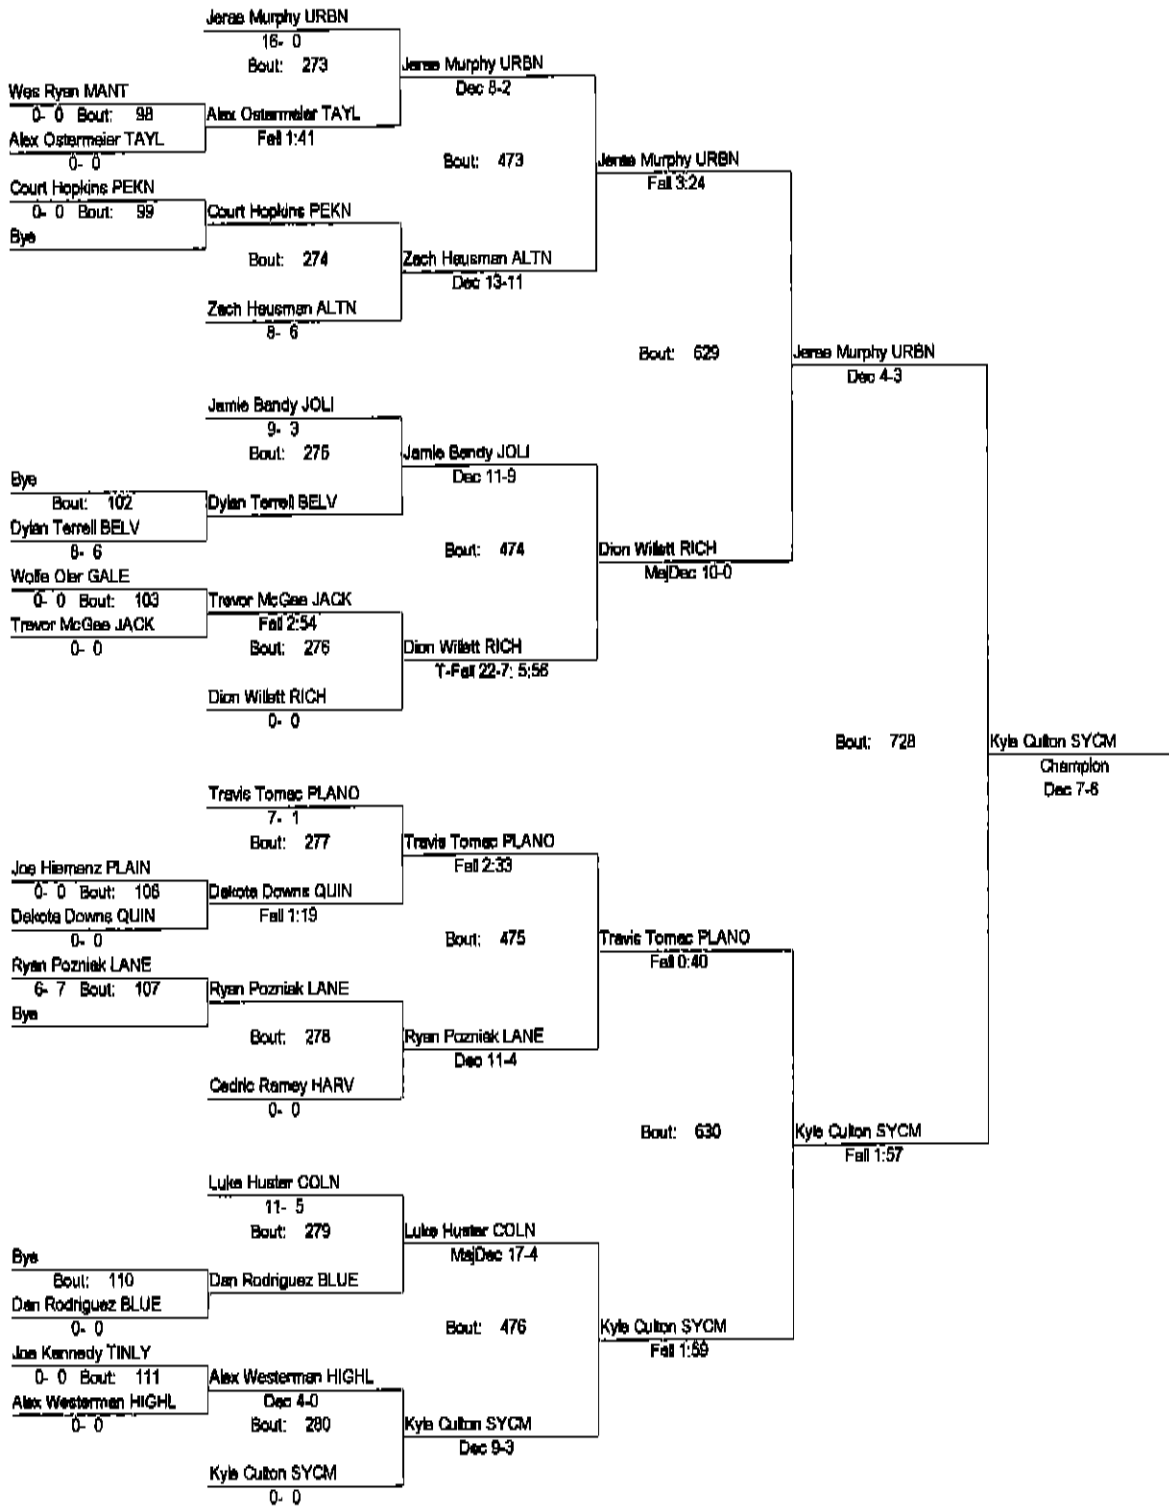 Jerae Murphy URBN
16- 0
Bout: 273
Jerae Murphy URBN
Dec 8-2
Wes Ryan MANT
0- 0 Bout: 98
Alex Ostermeier TAYL
Fall 1:41
Alex Ostermeier TAYL
0- 0
Bout: 473
Jerae Murphy URBN
Fall 3:24
Court Hopkins PEKN
0- 0 Bout: 99
Court Hopkins PEKN
Bye
Bout: 274
Zach Hausman ALTN
Dec 13-11
Zach Hausman ALTN
8- 6
Bout: 629
Jerae Murphy URBN
Dec 4-3
Jamie Bandy JOLI
9- 3
Bout: 275
Jamie Bandy JOLI
Dec 11-9
Bye
Bout: 102
Dylan Terrell BELV
Dylan Terrell BELV
8- 6
Bout: 474
Dion Willett RICH
MajDec 10-0
Wolfe Oler GALE
0- 0 Bout: 103
Trevor McGee JACK
Fall 2:54
Trevor McGee JACK
0- 0
Bout: 276
Dion Willett RICH
T-Fall 22-7; 5:56
Dion Willett RICH
0- 0
Bout: 728
Kyle Culton SYCM
Champion
Dec 7-6
Travis Tomac PLANO
7- 1
Bout: 277
Travis Tomac PLANO
Fall 2:33
Joe Hiemanz PLAIN
0- 0 Bout: 106
Dakota Downs QUIN
Fall 1:19
Dakota Downs QUIN
0- 0
Bout: 475
Travis Tomac PLANO
Fall 0:40
Ryan Pozniak LANE
6- 7 Bout: 107
Ryan Pozniak LANE
Bye
Bout: 278
Ryan Pozniak LANE
Dec 11-4
Cedric Ramey HARV
0- 0
Bout: 630
Kyle Culton SYCM
Fall 1:57
Luke Huster COLN
11- 5
Bout: 279
Luke Huster COLN
MajDec 17-4
Bye
Bout: 110
Dan Rodriguez BLUE
Dan Rodriguez BLUE
0- 0
Bout: 476
Kyle Culton SYCM
Fall 1:59
Joe Kennedy TINLY
0- 0 Bout: 111
Alex Westerman HIGHL
Dec 4-0
Alex Westerman HIGHL
0- 0
Bout: 280
Kyle Culton SYCM
Dec 9-3
Kyle Culton SYCM
0- 0